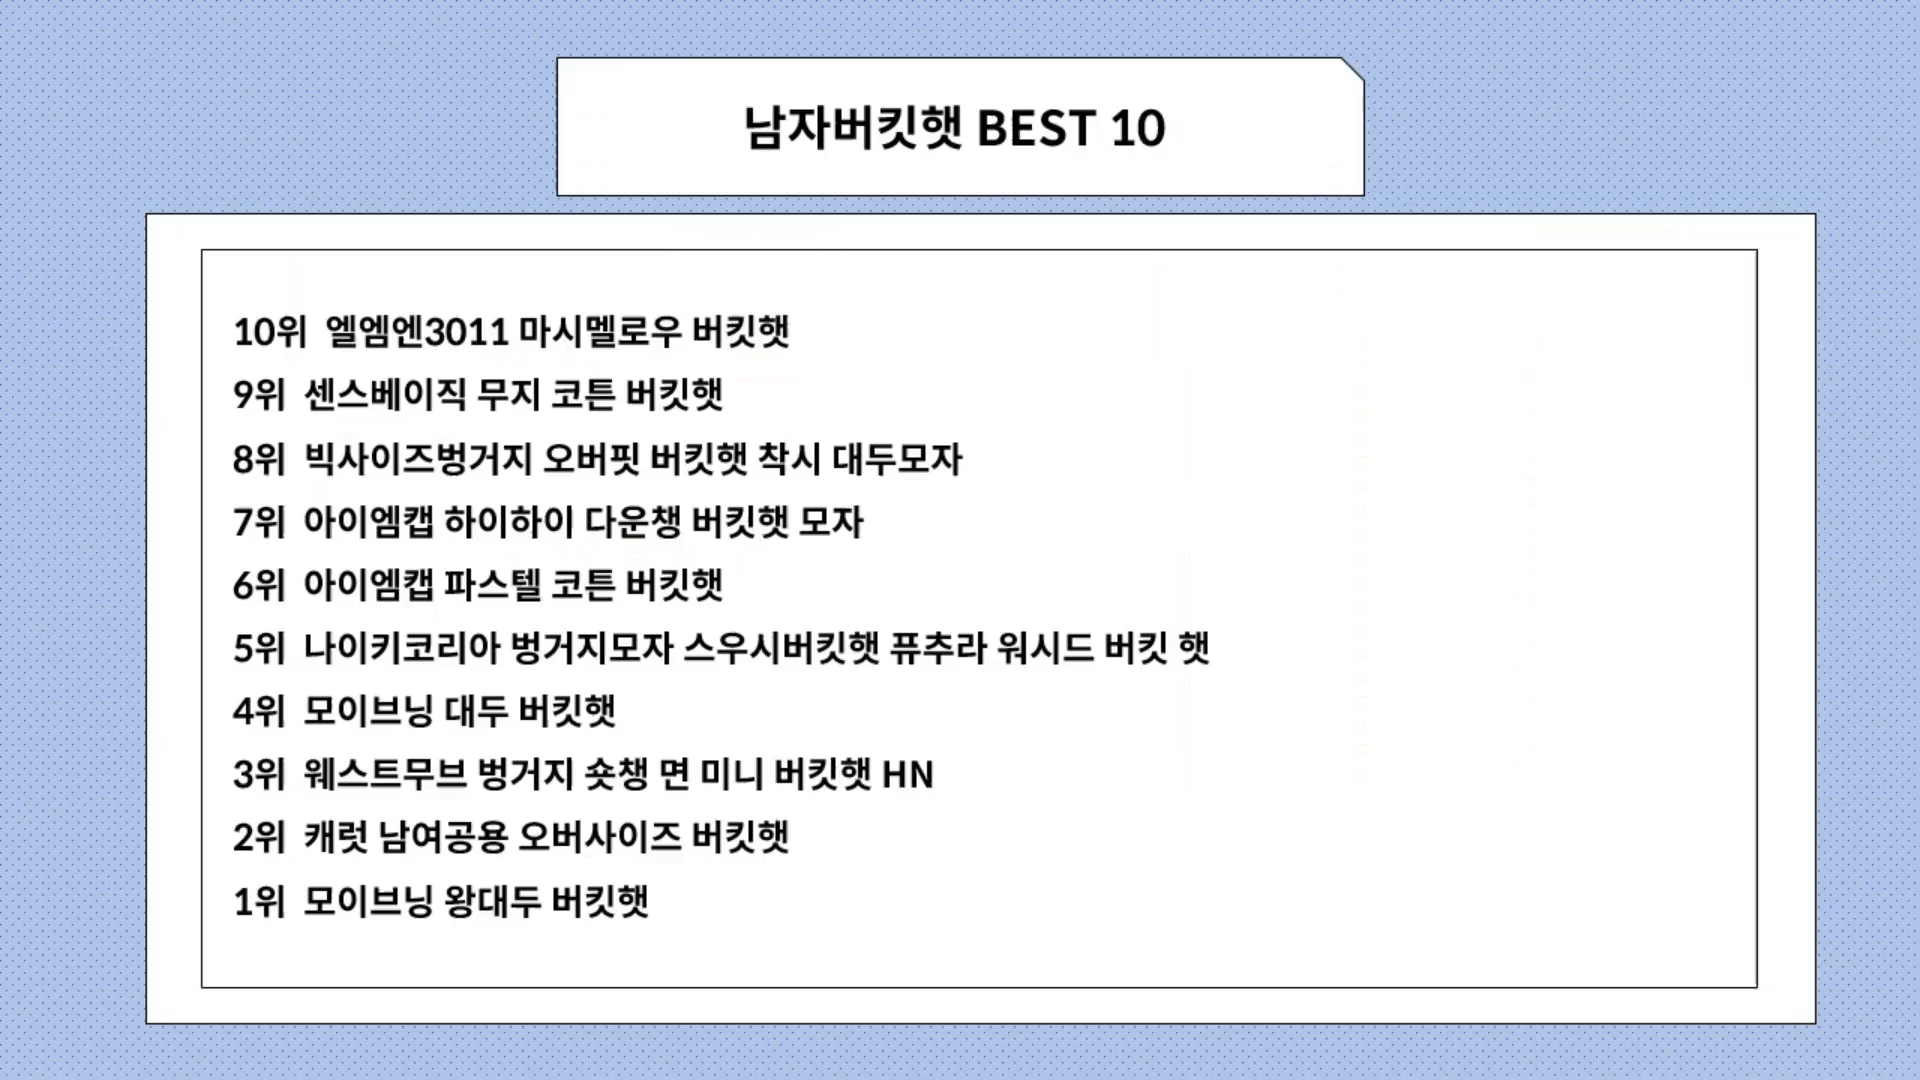 남자버킷햇 BEST 10
10위 엘엠엔3011 마시멜로우 버킷햇
9위 센스베이직 무지 코튼 버킷햇
8위 빅사이즈벙거지 오버핏 버킷햇 착시 대두모자
7위 아이엠캡 하이하이 다운챙 버킷햇 모자
6위 아이엠캡 파스텔 코튼 버킷햇
5위 나이키코리아 벙거지모자 스우시버킷햇 퓨추라 워시드 버킷 햇
4위 모이브닝 대두 버킷햇
3위 웨스트무브 벙거지 숏챙 면 미니 버킷햇 HN
2위 캐럿 남여공용 오버사이즈 버킷햇
1위 모이브닝 왕대두 버킷햇